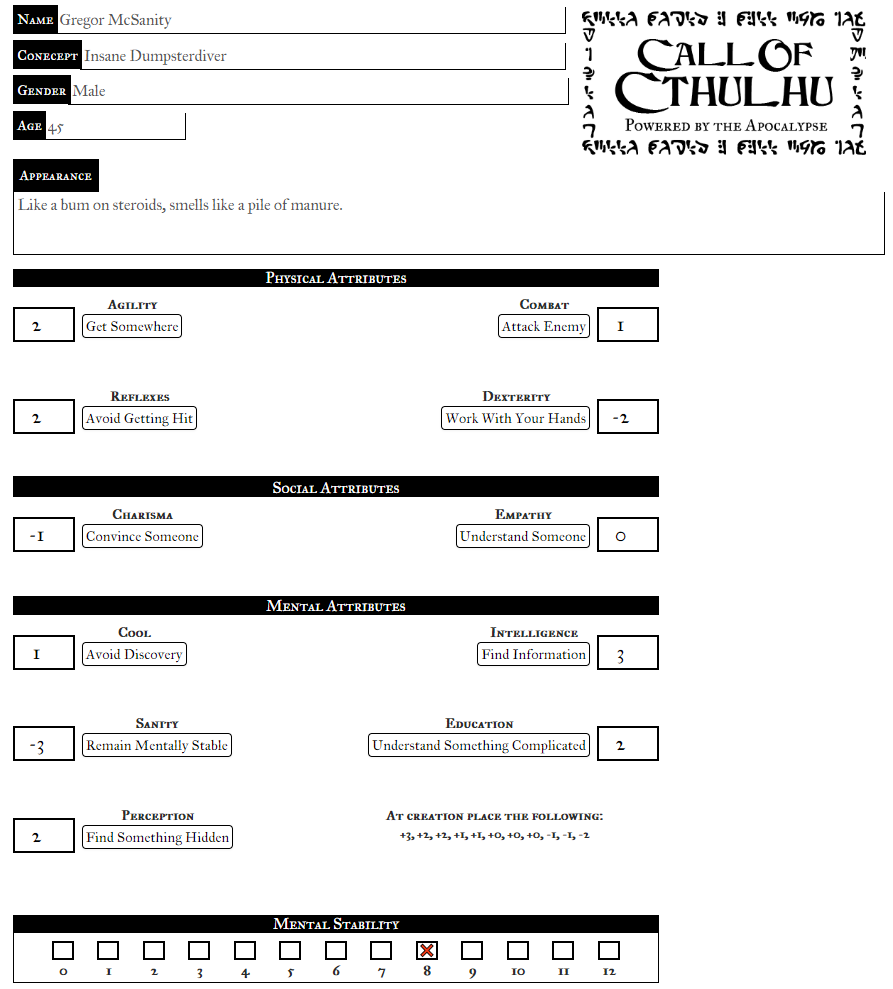 Name Gregor McSanity
Conecept Insane Dumpsterdiver
Gender Male
Age 45
Call Of
Cthulhu
Powered by the Apocalypse
Appearance
Like a bum on steroids, smells like a pile of manure.
Physical Attributes
Agility Combat
2 Get Somewhere Attack Enemy 1
Reflexes Dexterity
2 Avoid Getting Hit Work With Your Hands -2
Social Attributes
Charisma Empathy
-1 Convince Someone Understand Someone 0
Mental Attributes
Cool Intelligence
1 Avoid Discovery Find Information 3
Sanity Education
-3 Remain Mentally Stable Understand Something Complicated 2
Perception At creation place the following:
2 Find Something Hidden +3, +2, +2, +1, +1, +0, +0, +0, -1, -1, -2
Mental Stability
0 1 2 3 4 5 6 7 8 9 10 11 12